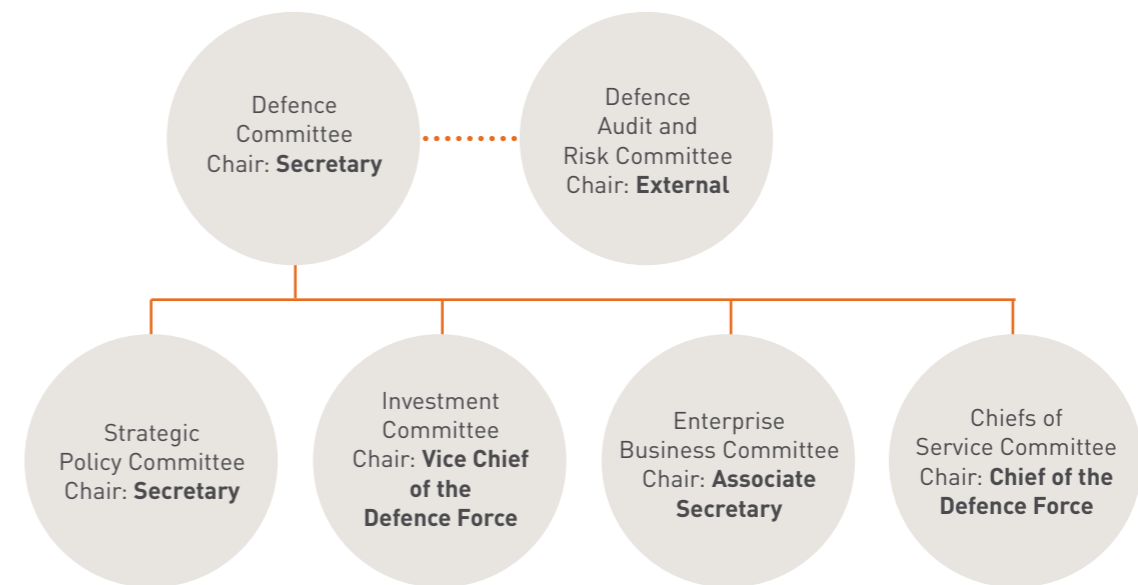 Defence
Committee
Chair: Secretary
Defence
Audit and
Risk Committee
Chair: External
Strategic
Policy Committee
Chair: Secretary
Investment
Committee
Chair: Vice Chief
of the
Defence Force
Enterprise
Business Committee
Chair: Associate
Secretary
Chiefs of
Service Committee
Chair: Chief of the
Defence Force